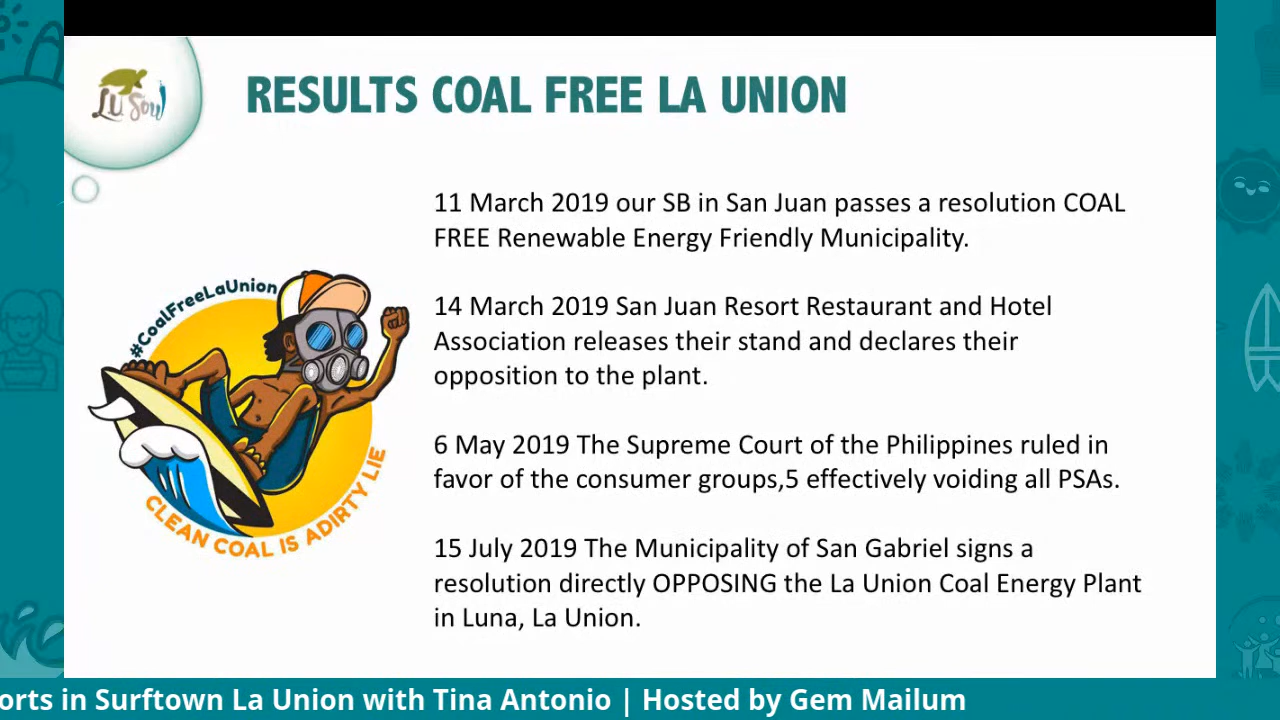 LU Soul
RESULTS COAL FREE LA UNION
11 March 2019 our SB in San Juan passes a resolution COAL
FREE Renewable Energy Friendly Municipality.
14 March 2019 San Juan Resort Restaurant and Hotel
Association releases their stand and declares their
opposition to the plant.
6 May 2019 The Supreme Court of the Philippines ruled in
favor of the consumer groups,5 effectively voiding all PSAs.
15 July 2019 The Municipality of San Gabriel signs a
resolution directly OPPOSING the La Union Coal Energy Plant
in Luna, La Union.
#CoalFreeLaUnion
CLEAN COAL IS ADIRTY LIE
orts in Surftown La Union with Tina Antonio | Hosted by Gem Mailum